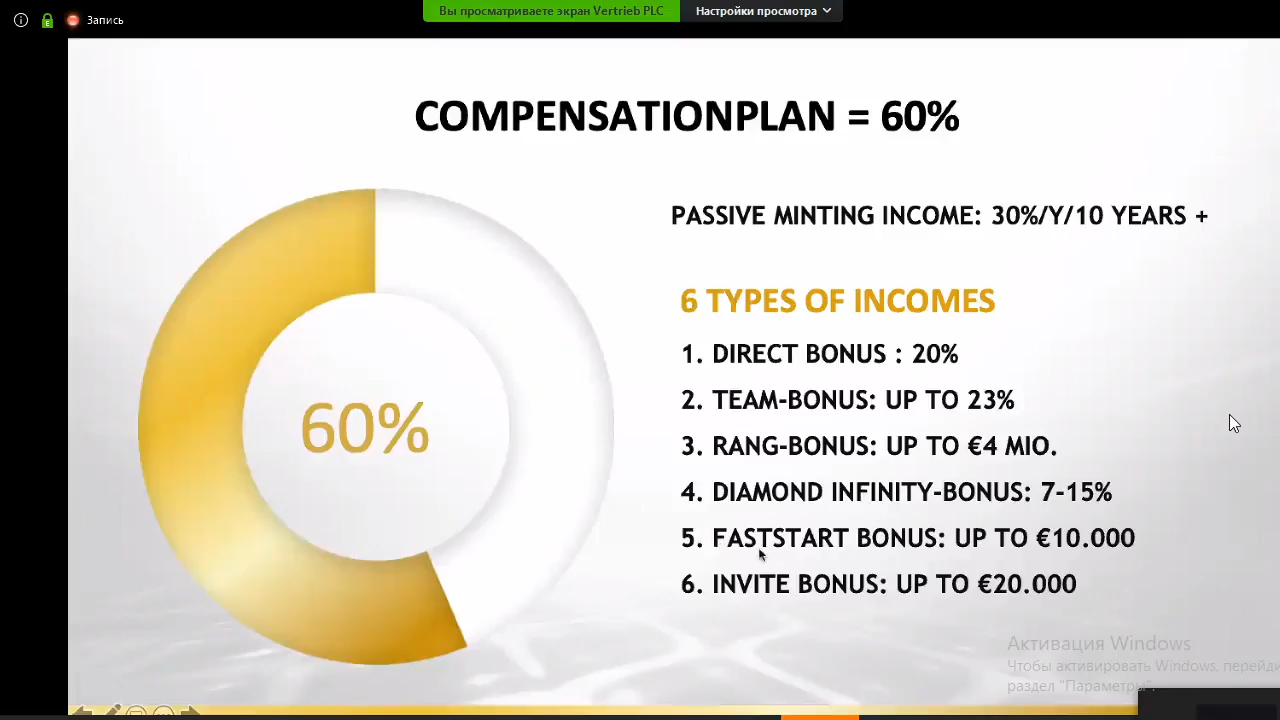 Запись
Вы просматриваете экран Vertrieb PLC
Настройки просмотра
COMPENSATIONPLAN = 60%
PASSIVE MINTING INCOME: 30%/Y/10 YEARS +
60%
6 TYPES OF INCOMES
1. DIRECT BONUS : 20%
2. TEAM-BONUS: UP TO 23%
3. RANG-BONUS: UP TO €4 MIO.
4. DIAMOND INFINITY-BONUS: 7-15%
5. FASTSTART BONUS: UP TO €10.000
6. INVITE BONUS: UP TO €20.000
Активация Windows
Чтобы активировать Windows, перейди
раздел "Параметры".